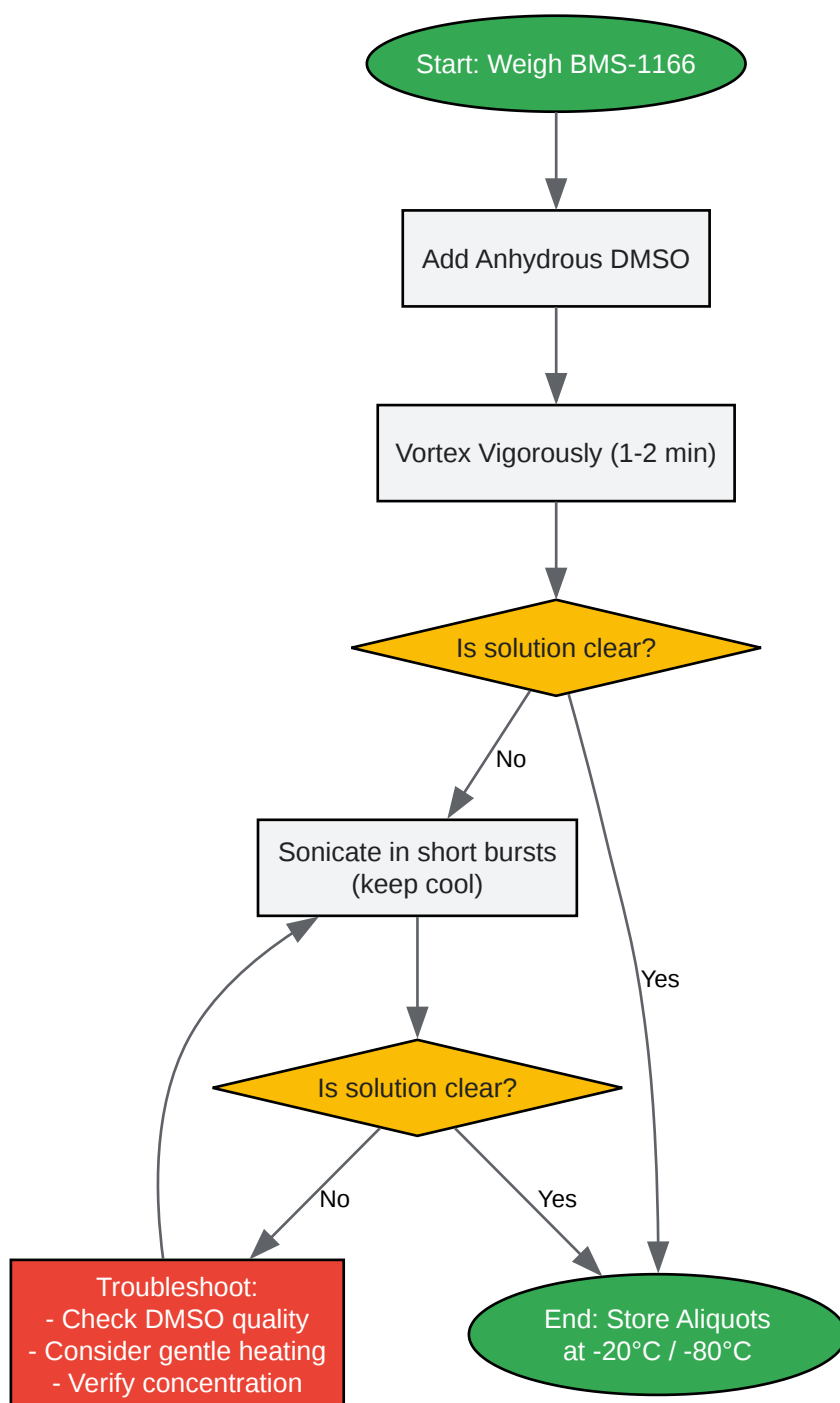 Start: Weigh BMS-1166
Add Anhydrous DMSO
Vortex Vigorously (1-2 min)
Is solution clear?
No
Sonicate in short bursts
(keep cool)
Yes
Is solution clear?
No
Yes
Troubleshoot:
- Check DMSO quality
- Consider gentle heating
- Verify concentration
End: Store Aliquots
at -20°C / -80°C